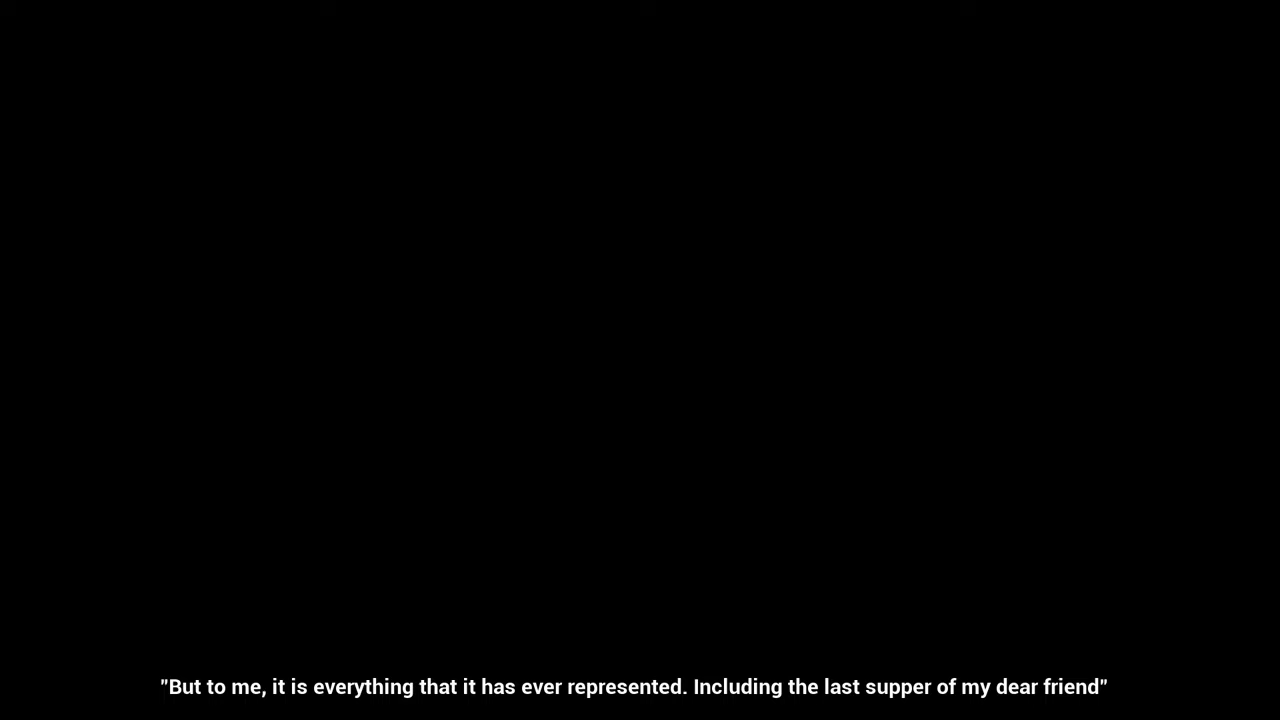 "But to me, it is everything that it has ever represented. Including the last supper of my dear friend"